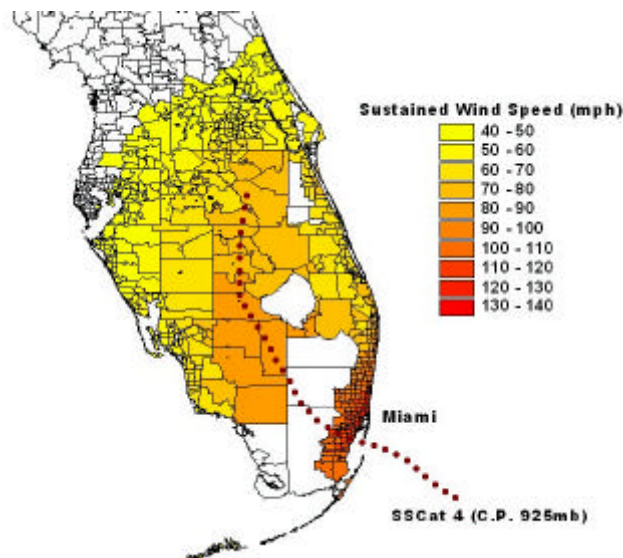 Sustained Wind Speed (mph)
40 - 50
50 - 60
60 - 70
70 - 80
80 - 90
90 - 100
100 - 110
110 - 120
120 - 130
130 - 140
Miami
SSCat 4 (C.P. 925mb)